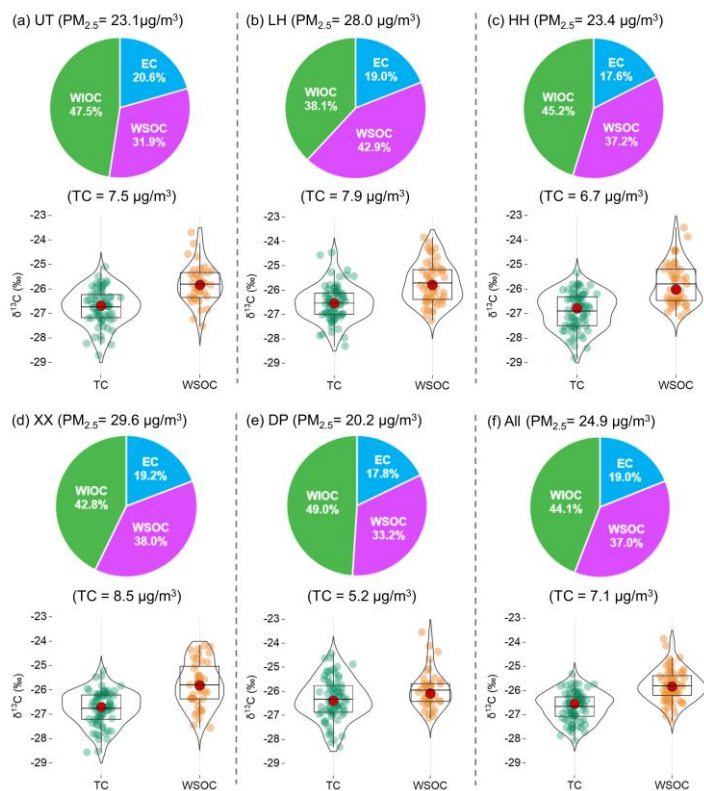 (a) UT (PM2.5= 23.1μg/m3)
EC
20.6%
WIOC
47.5%
WSOC
31.9%
(TC = 7.5 μg/m3)
-23
-24
-25
-26
-27
-28
-29
δ13C (‰)
TC
WSOC
(b) LH (PM2.5= 28.0 μg/m3)
EC
19.0%
WIOC
38.1%
WSOC
42.9%
(TC = 7.9 μg/m3)
-23
-24
-25
-26
-27
-28
-29
δ13C (‰)
TC
WSOC
(c) HH (PM2.5= 23.4 μg/m3)
EC
17.6%
WIOC
45.2%
WSOC
37.2%
(TC = 6.7 μg/m3)
-23
-24
-25
-26
-27
-28
-29
δ13C (‰)
TC
WSOC
(d) XX (PM2.5= 29.6 μg/m3)
EC
19.2%
WIOC
42.8%
WSOC
38.0%
(TC = 8.5 μg/m3)
-23
-24
-25
-26
-27
-28
-29
δ13C (‰)
TC
WSOC
(e) DP (PM2.5= 20.2 μg/m3)
EC
17.8%
WIOC
49.0%
WSOC
33.2%
(TC = 5.2 μg/m3)
-23
-24
-25
-26
-27
-28
-29
δ13C (‰)
TC
WSOC
(f) All (PM2.5= 24.9 μg/m3)
EC
19.0%
WIOC
44.1%
WSOC
37.0%
(TC = 7.1 μg/m3)
-23
-24
-25
-26
-27
-28
-29
δ13C (‰)
TC
WSOC